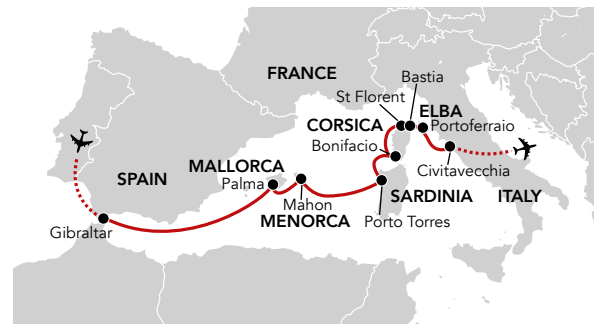 FRANCE
Bastia
St Florent
ELBA
CORSICA
Portoferraio
Bonifacio
MALLORCA
Civitavecchia
SPAIN
Palma
SARDINIA
ITALY
Mahon
MENORCA
Porto Torres
Gibraltar